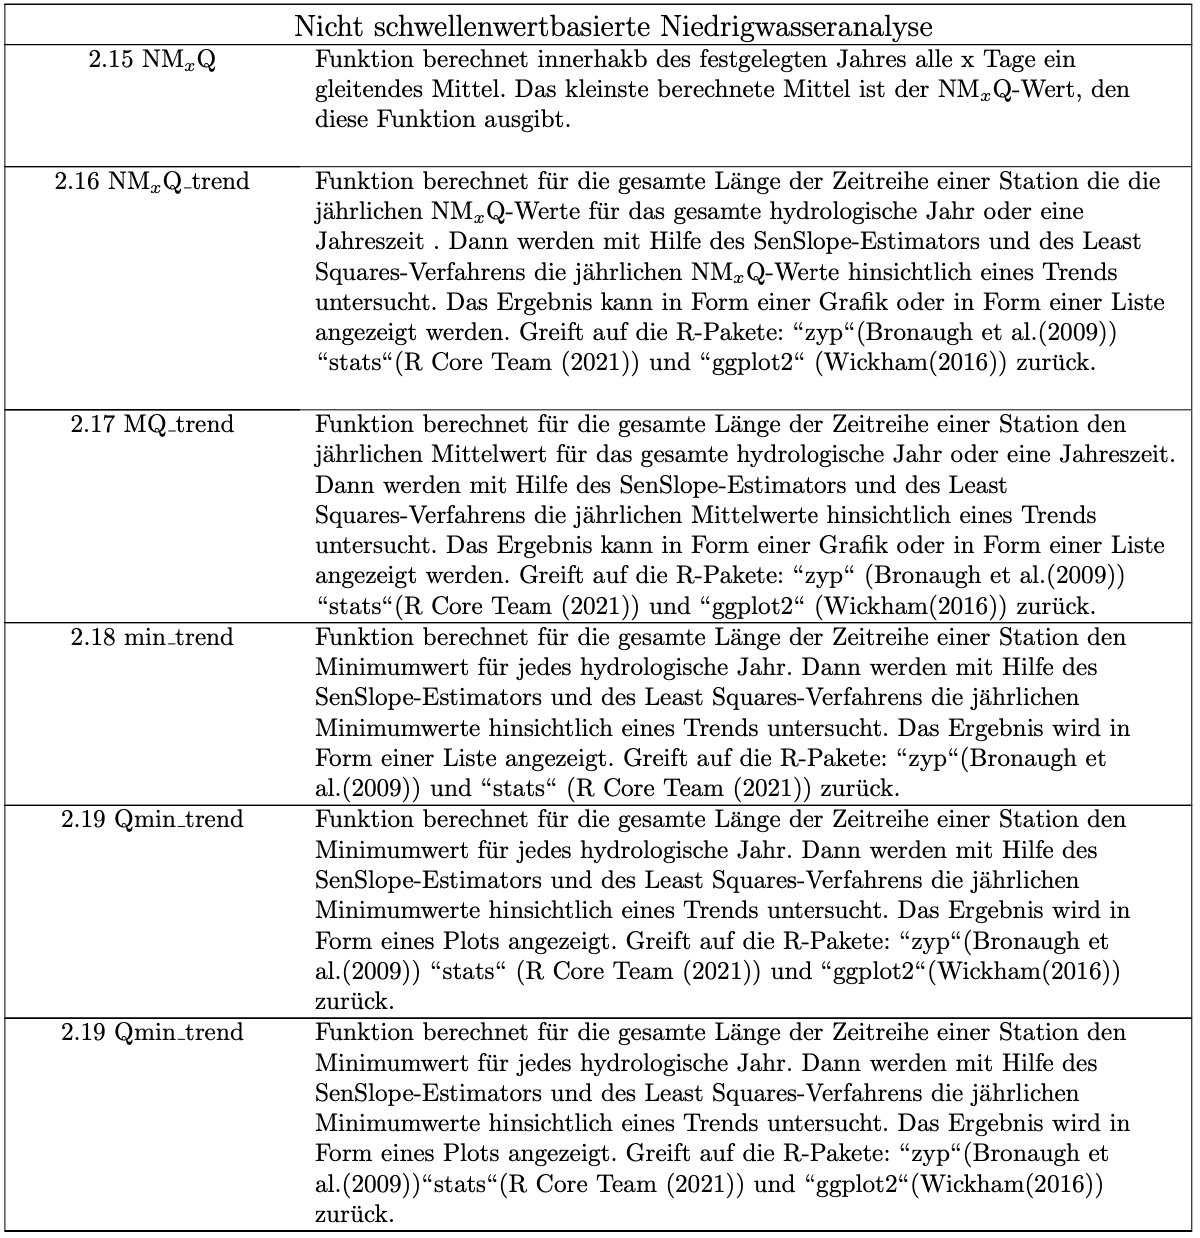 Nicht schwellenwertbasierte Niedrigwasseranalyse
2.15 NMₓQ
Funktion berechnet innerhakb des festgelegten Jahres alle x Tage ein
gleitendes Mittel. Das kleinste berechnete Mittel ist der NMₓQ-Wert, den
diese Funktion ausgibt.
2.16 NMₓQ_trend
Funktion berechnet für die gesamte Länge der Zeitreihe einer Station die die
jährlichen NMₓQ-Werte für das gesamte hydrologische Jahr oder eine
Jahreszeit . Dann werden mit Hilfe des SenSlope-Estimators und des Least
Squares-Verfahrens die jährlichen NMₓQ-Werte hinsichtlich eines Trends
untersucht. Das Ergebnis kann in Form einer Grafik oder in Form einer Liste
angezeigt werden. Greift auf die R-Pakete: “zyp“(Bronaugh et al.(2009))
“stats“(R Core Team (2021)) und “ggplot2“ (Wickham(2016)) zurück.
2.17 MQ_trend
Funktion berechnet für die gesamte Länge der Zeitreihe einer Station den
jährlichen Mittelwert für das gesamte hydrologische Jahr oder eine Jahreszeit.
Dann werden mit Hilfe des SenSlope-Estimators und des Least
Squares-Verfahrens die jährlichen Mittelwerte hinsichtlich eines Trends
untersucht. Das Ergebnis kann in Form einer Grafik oder in Form einer Liste
angezeigt werden. Greift auf die R-Pakete: “zyp“ (Bronaugh et al.(2009))
“stats“(R Core Team (2021)) und “ggplot2“ (Wickham(2016)) zurück.
2.18 min_trend
Funktion berechnet für die gesamte Länge der Zeitreihe einer Station den
Minimumwert für jedes hydrologische Jahr. Dann werden mit Hilfe des
SenSlope-Estimators und des Least Squares-Verfahrens die jährlichen
Minimumwerte hinsichtlich eines Trends untersucht. Das Ergebnis wird in
Form einer Liste angezeigt. Greift auf die R-Pakete: “zyp“(Bronaugh et
al.(2009)) und “stats“ (R Core Team (2021)) zurück.
2.19 Qmin_trend
Funktion berechnet für die gesamte Länge der Zeitreihe einer Station den
Minimumwert für jedes hydrologische Jahr. Dann werden mit Hilfe des
SenSlope-Estimators und des Least Squares-Verfahrens die jährlichen
Minimumwerte hinsichtlich eines Trends untersucht. Das Ergebnis wird in
Form eines Plots angezeigt. Greift auf die R-Pakete: “zyp“(Bronaugh et
al.(2009)) “stats“ (R Core Team (2021)) und “ggplot2“(Wickham(2016))
zurück.
2.19 Qmin_trend
Funktion berechnet für die gesamte Länge der Zeitreihe einer Station den
Minimumwert für jedes hydrologische Jahr. Dann werden mit Hilfe des
SenSlope-Estimators und des Least Squares-Verfahrens die jährlichen
Minimumwerte hinsichtlich eines Trends untersucht. Das Ergebnis wird in
Form eines Plots angezeigt. Greift auf die R-Pakete: “zyp“(Bronaugh et
al.(2009))“stats“(R Core Team (2021)) und “ggplot2“(Wickham(2016))
zurück.